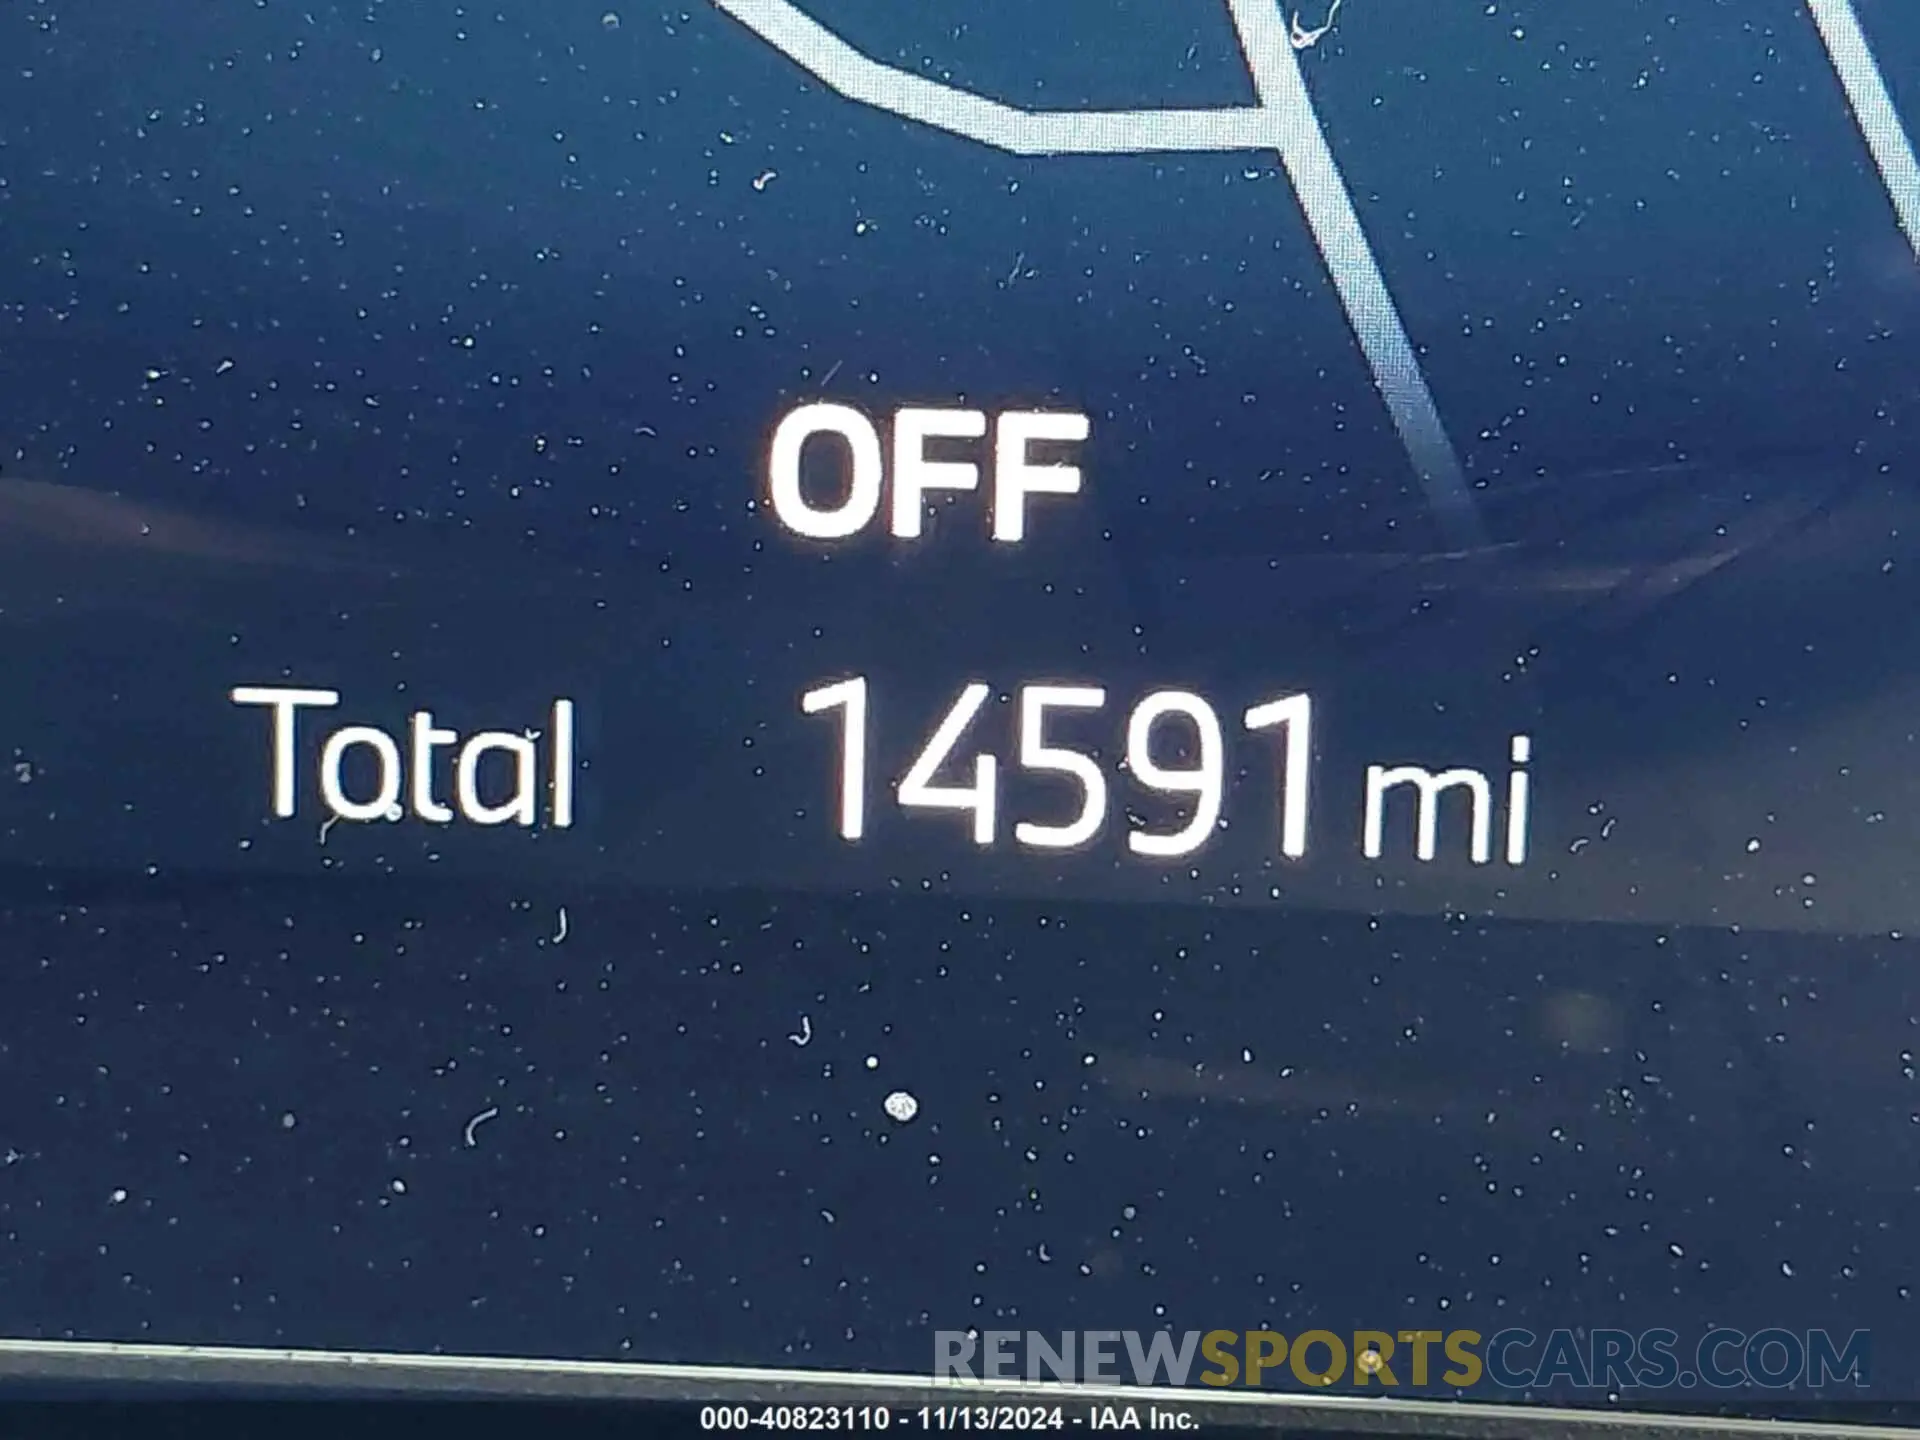 OFF
Total 14591 mi
RENEWSPORTSCARS.COM
000-40823110 - 11/13/2024 - IAA Inc.